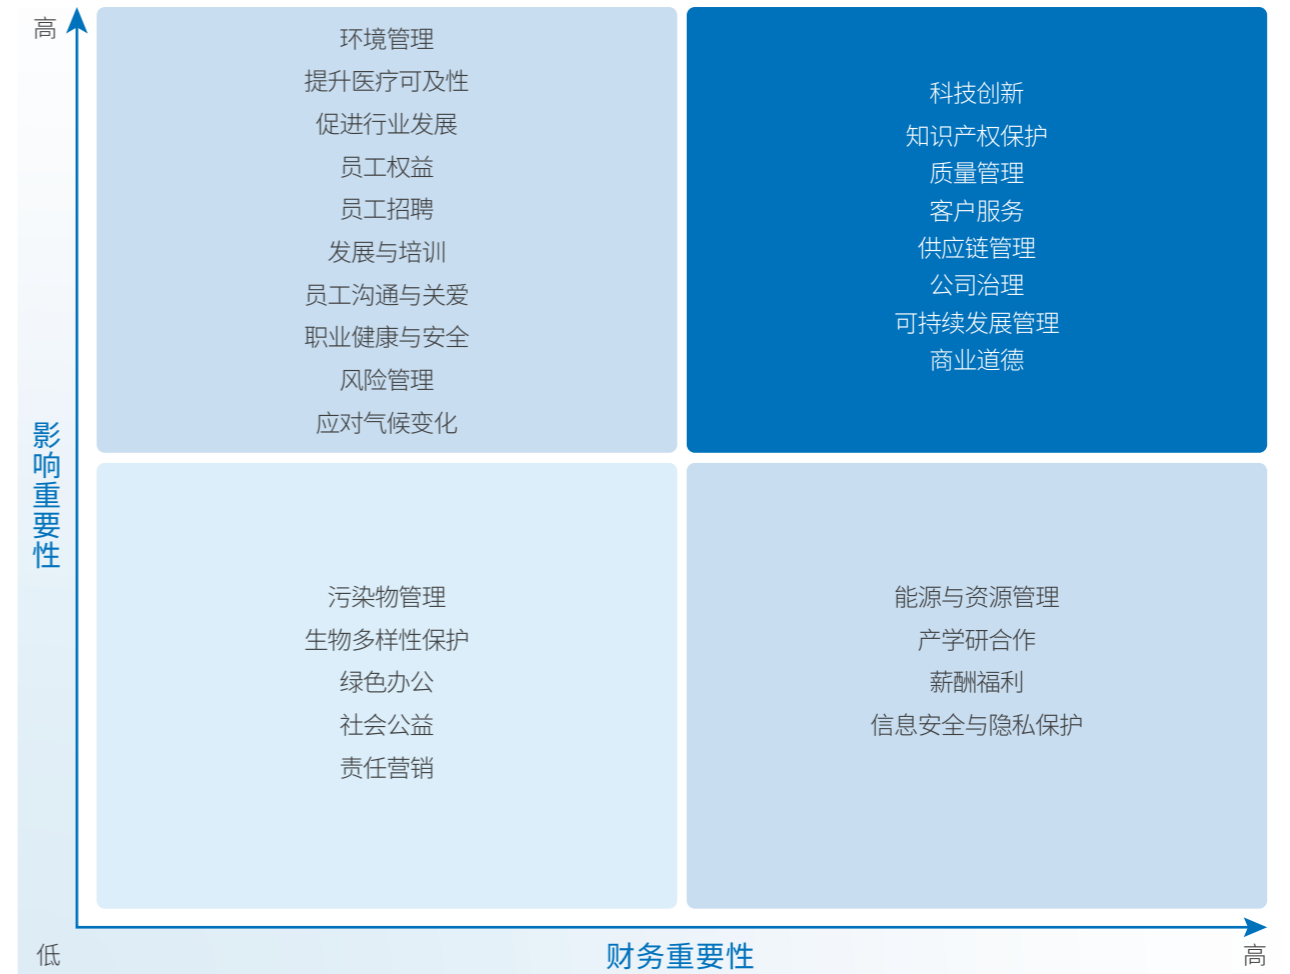 高
环境管理
提升医疗可及性
促进行业发展
员工权益
员工招聘
发展与培训
员工沟通与关爱
职业健康与安全
风险管理
应对气候变化
科技创新
知识产权保护
质量管理
客户服务
供应链管理
公司治理
可持续发展管理
商业道德
影响重要性
污染物管理
生物多样性保护
绿色办公
社会公益
责任营销
能源与资源管理
产学研合作
薪酬福利
信息安全与隐私保护
低
财务重要性
高